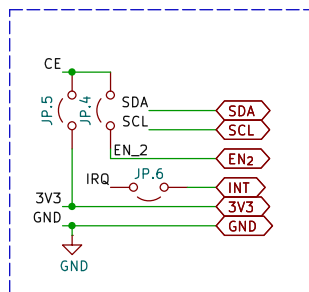 CE
JP.5
JP.4
SDA
SDA
SCL
SCL
EN_2
EN2
IRQ
JP.6
INT
3V3
3V3
GND
GND
GND